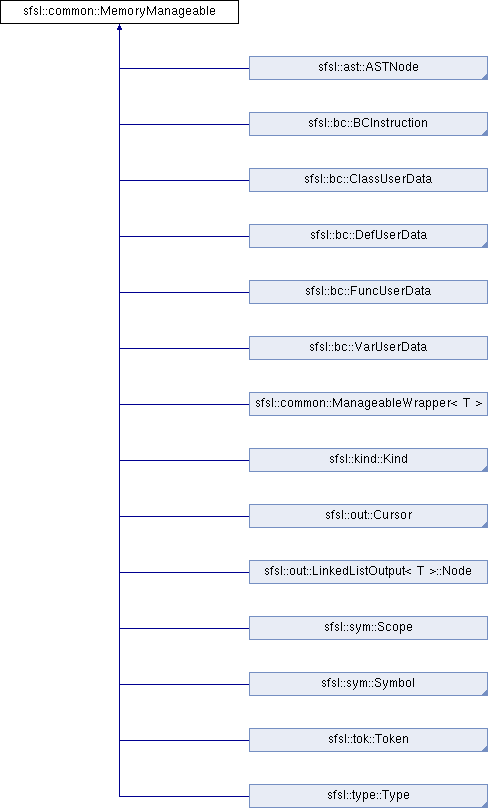 sfsl::common::MemoryManageable
sfsl::ast::ASTNode
sfsl::bc::BCInstruction
sfsl::bc::ClassUserData
sfsl::bc::DefUserData
sfsl::bc::FuncUserData
sfsl::bc::VarUserData
sfsl::common::ManageableWrapper< T >
sfsl::kind::Kind
sfsl::out::Cursor
sfsl::out::LinkedListOutput< T >::Node
sfsl::sym::Scope
sfsl::sym::Symbol
sfsl::tok::Token
sfsl::type::Type